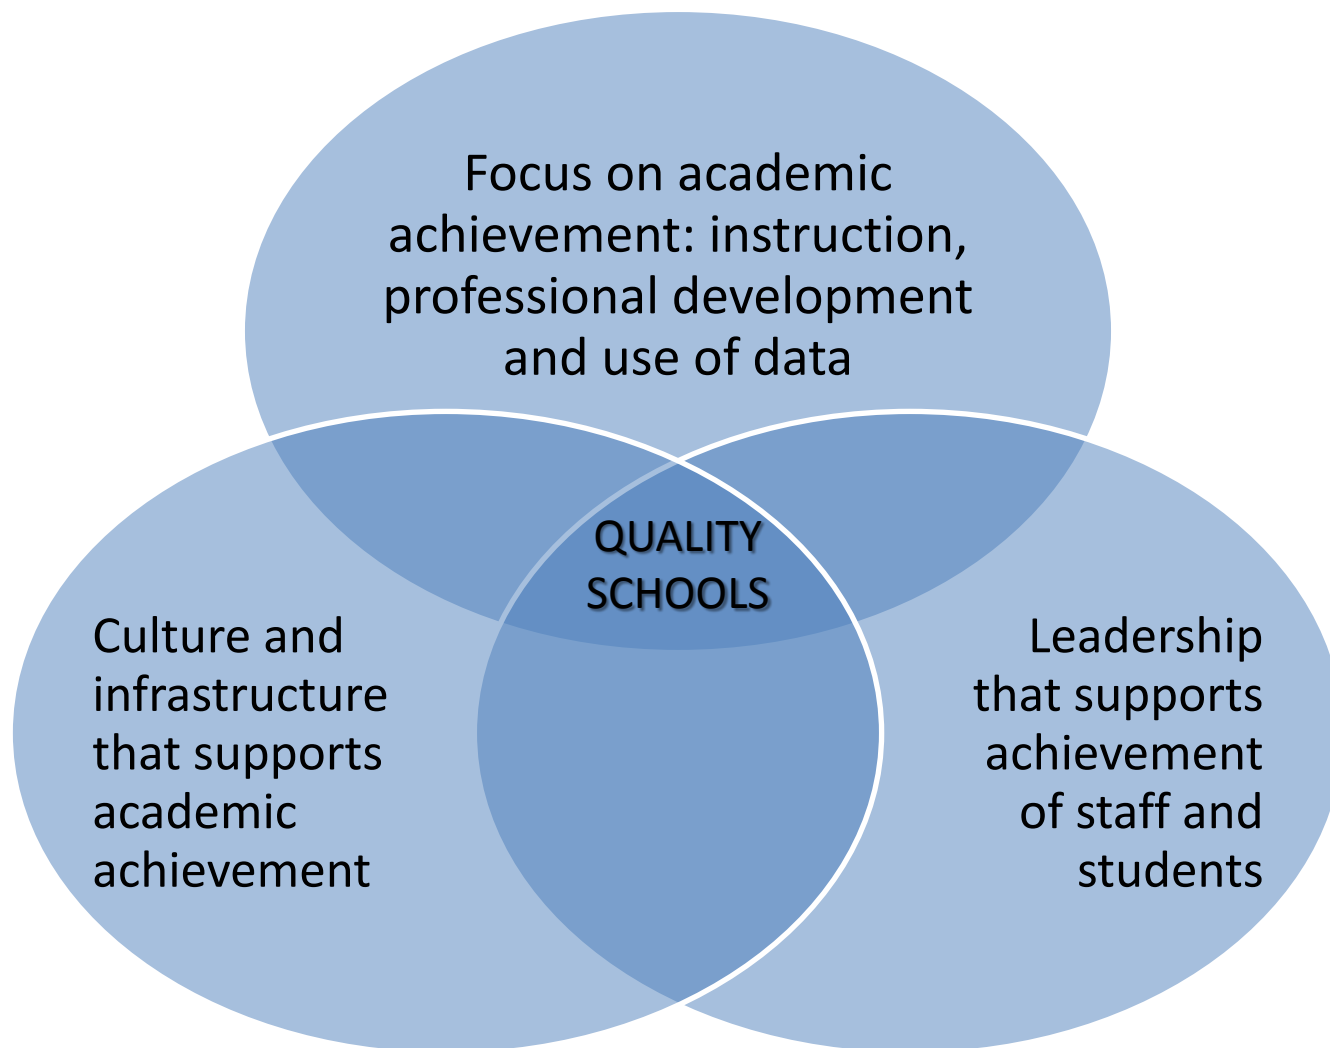 Focus on academic
achievement: instruction,
professional development
and use of data
QUALITY
SCHOOLS
Culture and
infrastructure
that supports
academic
achievement
Leadership
that supports
achievement
of staff and
students